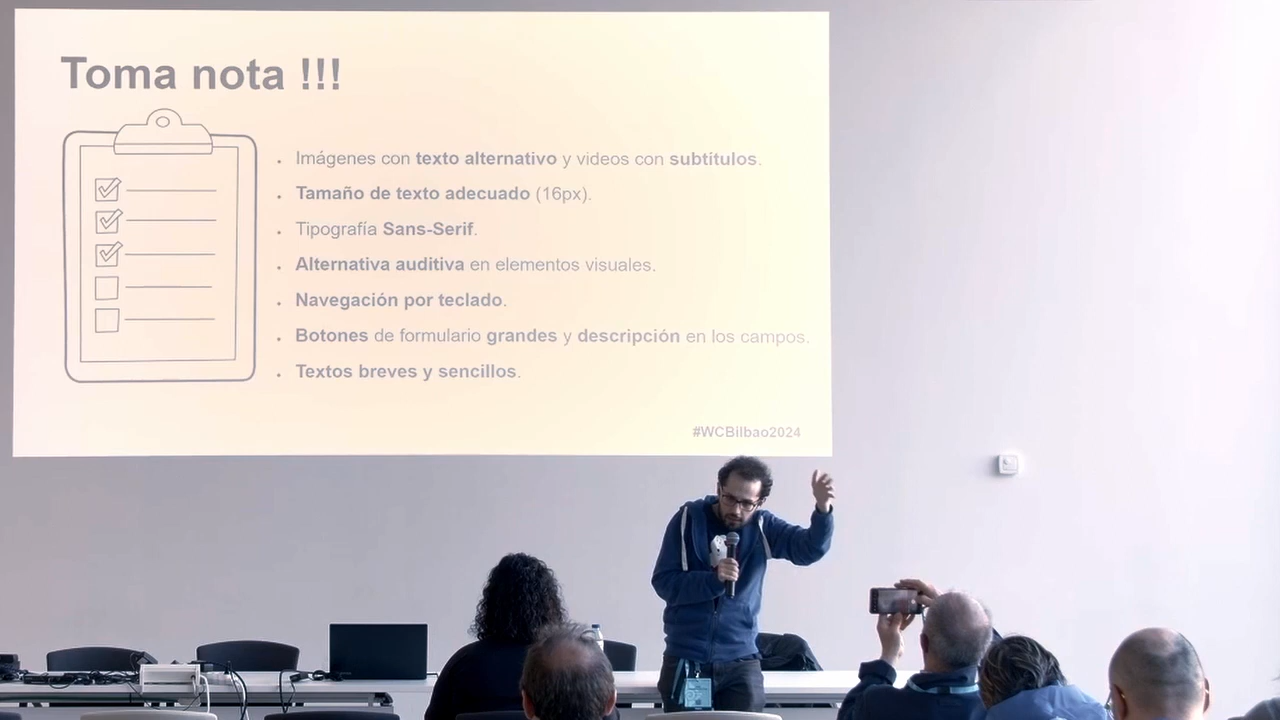 Toma nota !!!
Imágenes con texto alternativo y videos con subtítulos.
Tamaño de texto adecuado (16px).
Tipografía Sans-Serif.
Alternativa auditiva en elementos visuales.
Navegación por teclado.
Botones de formulario grandes y descripción en los campos.
Textos breves y sencillos.
#WCBilbao2024